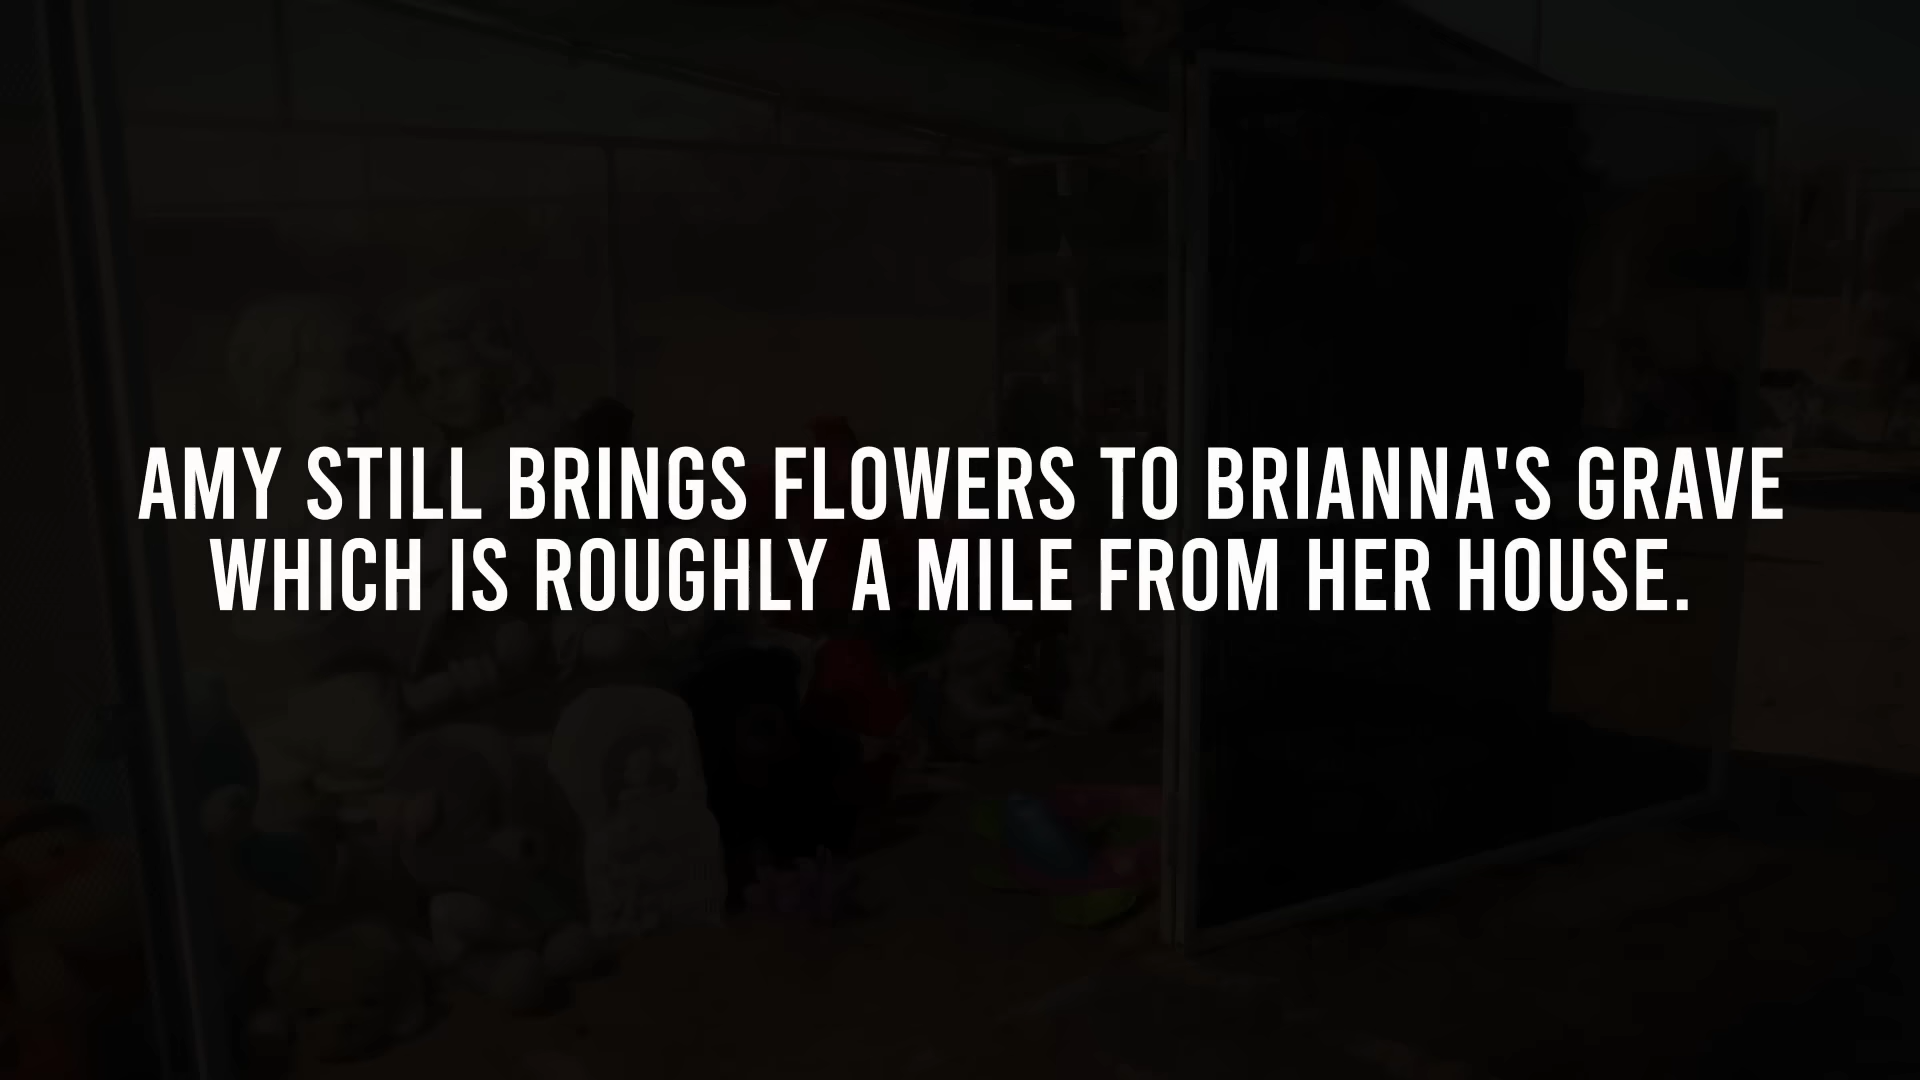 AMY STILL BRINGS FLOWERS TO BRIANNA'S GRAVE
WHICH IS ROUGHLY A MILE FROM HER HOUSE.